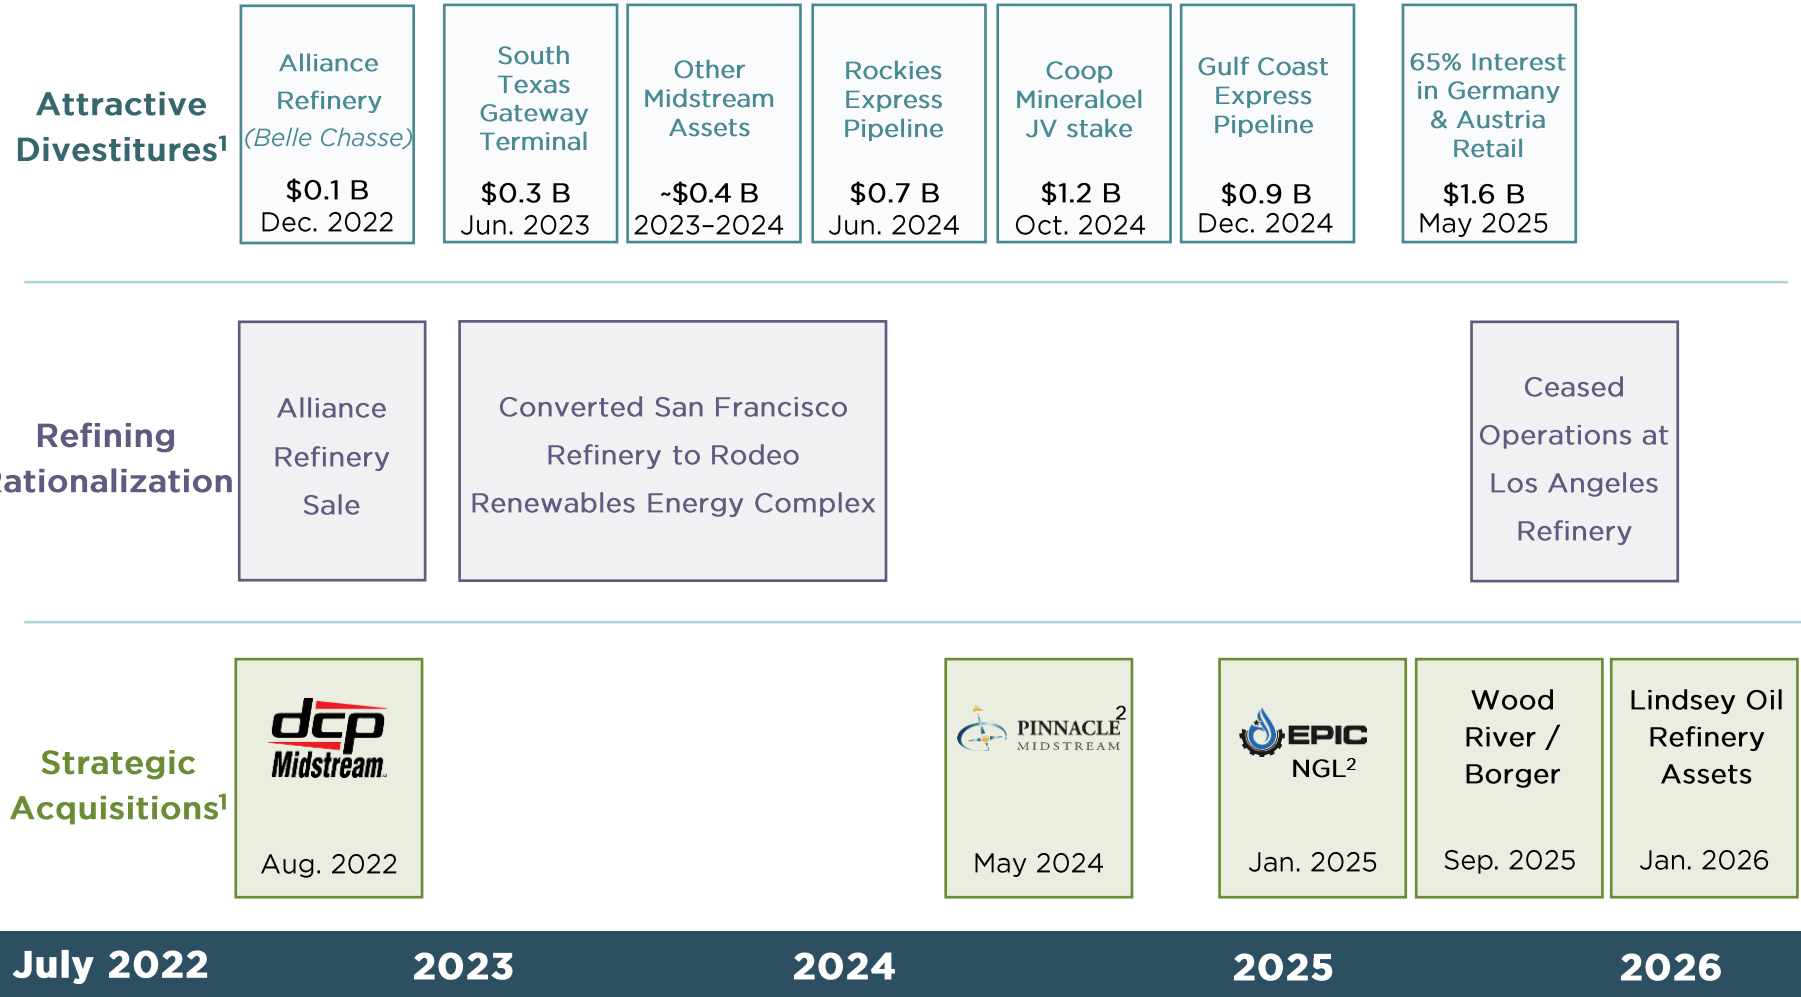 Attractive
Divestitures¹
Alliance
Refinery
(Belle Chasse)
$0.1 B
Dec. 2022
South
Texas
Gateway
Terminal
$0.3 B
Jun. 2023
Other
Midstream
Assets
~$0.4 B
2023–2024
Rockies
Express
Pipeline
$0.7 B
Jun. 2024
Coop
Mineraloel
JV stake
$1.2 B
Oct. 2024
Gulf Coast
Express
Pipeline
$0.9 B
Dec. 2024
65% Interest
in Germany
& Austria
Retail
$1.6 B
May 2025
Refining
ationalization
Alliance
Refinery
Sale
Converted San Francisco
Refinery to Rodeo
Renewables Energy Complex
Ceased
Operations at
Los Angeles
Refinery
Strategic
Acquisitions¹
dcp
Midstream
Aug. 2022
PINNACLE²
MIDSTREAM
May 2024
EPIC
NGL²
Jan. 2025
Wood
River /
Borger
Sep. 2025
Lindsey Oil
Refinery
Assets
Jan. 2026
July 2022
2023
2024
2025
2026